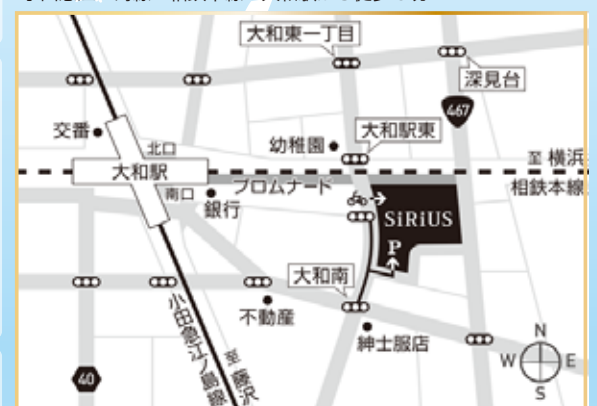 大和東一丁目
深見台
467
交番
北口
幼稚園
大和駅東
至 横浜
大和駅
プロムナード
相鉄本線
南口
銀行
SiRiUS
P
大和南
不動産
紳士服店
小田急江ノ島線
至 藤沢
40
N
W
E
S